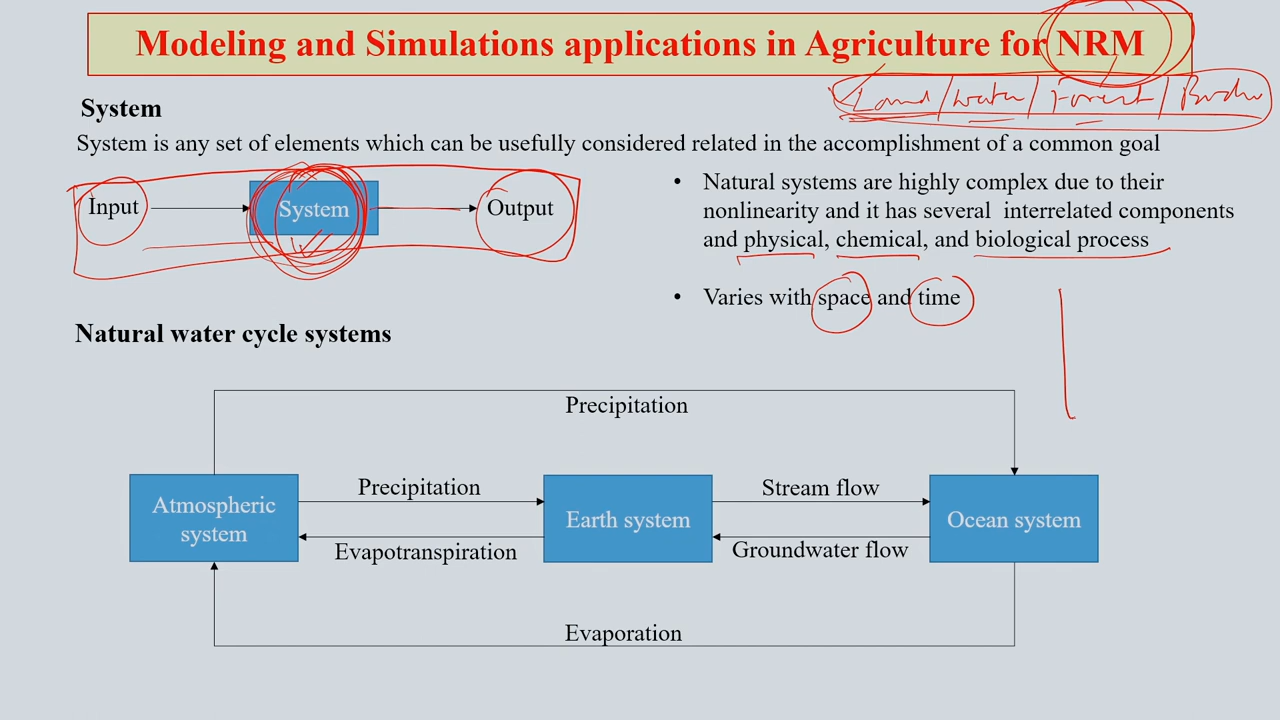 Modeling and Simulations applications in Agriculture for NRM
Land / water / Forest /
System
System is any set of elements which can be usefully considered related in the accomplishment of a common goal
Input
System
Output
• Natural systems are highly complex due to their
nonlinearity and it has several interrelated components
and physical, chemical, and biological process
• Varies with space and time
Natural water cycle systems
Precipitation
Atmospheric
system
Precipitation
Evapotranspiration
Earth system
Stream flow
Groundwater flow
Ocean system
Evaporation